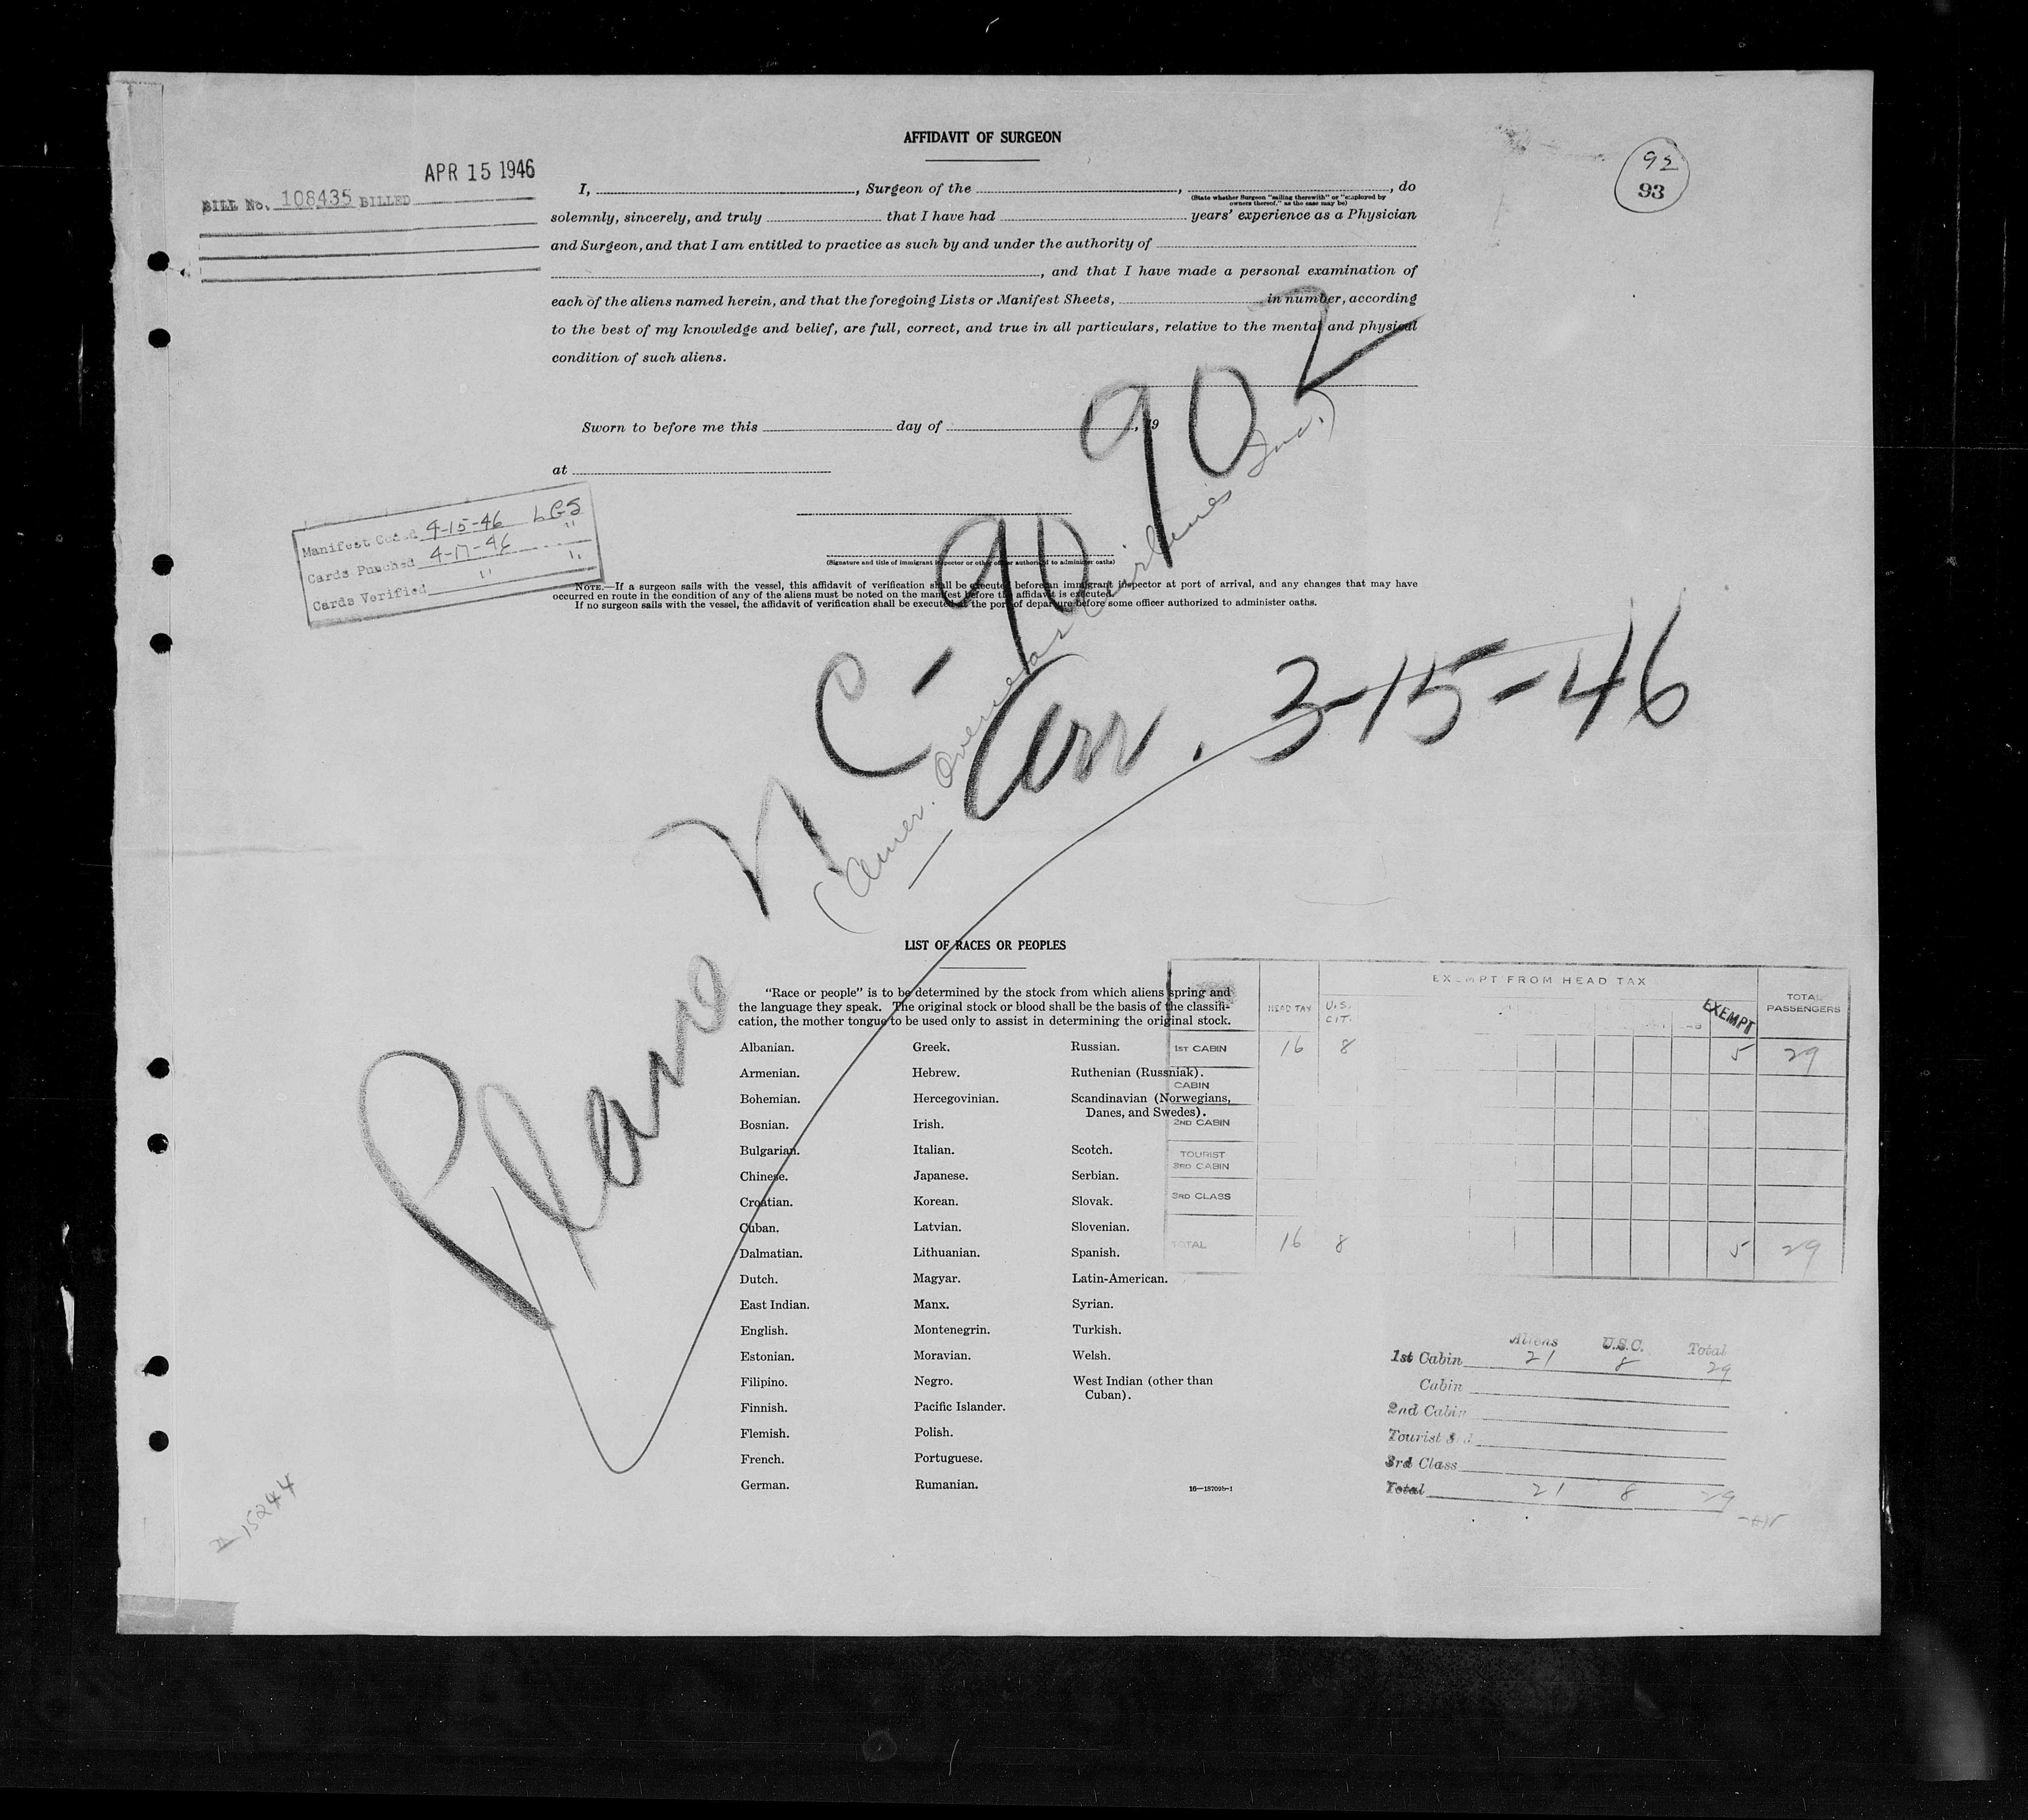 AFFIDAVIT OF SURGEON
APR 15 1946
BILL No. 108435 BILLED
92
93
I, , Surgeon of the , , do
(State whether Surgeon "sailing therewith" or "employed by
owners thereof," as the case may be)
solemnly, sincerely, and truly that I have had years' experience as a Physician
and Surgeon, and that I am entitled to practice as such by and under the authority of
, and that I have made a personal examination of
each of the aliens named herein, and that the foregoing Lists or Manifest Sheets, in number, according
to the best of my knowledge and belief, are full, correct, and true in all particulars, relative to the mental and physical
condition of such aliens.
Sworn to before me this day of , 19
at
Manifest Coded 4-15-46 LGS
Cards Punched 4-17-46 "
Cards Verified " "
(Signature and title of immigrant inspector or other officer authorized to administer oaths)
NOTE.—If a surgeon sails with the vessel, this affidavit of verification shall be executed before an immigrant inspector at port of arrival, and any changes that may have
occurred en route in the condition of any of the aliens must be noted on the manifest before the affidavit is executed.
If no surgeon sails with the vessel, the affidavit of verification shall be executed at the port of departure before some officer authorized to administer oaths.
Plane NC-90902
(Amer. Overseas Airlines Inc.)
Arr. 3-15-46
LIST OF RACES OR PEOPLES
"Race or people" is to be determined by the stock from which aliens spring and
the language they speak. The original stock or blood shall be the basis of the classifi-
cation, the mother tongue to be used only to assist in determining the original stock.
Albanian.
Armenian.
Bohemian.
Bosnian.
Bulgarian.
Chinese.
Croatian.
Cuban.
Dalmatian.
Dutch.
East Indian.
English.
Estonian.
Filipino.
Finnish.
Flemish.
French.
German.
Greek.
Hebrew.
Hercegovinian.
Irish.
Italian.
Japanese.
Korean.
Latvian.
Lithuanian.
Magyar.
Manx.
Montenegrin.
Moravian.
Negro.
Pacific Islander.
Polish.
Portuguese.
Rumanian.
Russian.
Ruthenian (Russniak).
Scandinavian (Norwegians,
Danes, and Swedes).
Scotch.
Serbian.
Slovak.
Slovenian.
Spanish.
Latin-American.
Syrian.
Turkish.
Welsh.
West Indian (other than
Cuban).
16—18709b-1
EXEMPT FROM HEAD TAX
HEAD TAX U.S. CIT. EXEMPT TOTAL PASSENGERS
1ST CABIN 16 8 5 29
CABIN
2ND CABIN
TOURIST
3RD CABIN
3RD CLASS
TOTAL 16 8 5 29
Aliens U.S.C. Total
1st Cabin 21 8 29
Cabin
2nd Cabin
Tourist 3rd
3rd Class
Total 21 8 29
15244